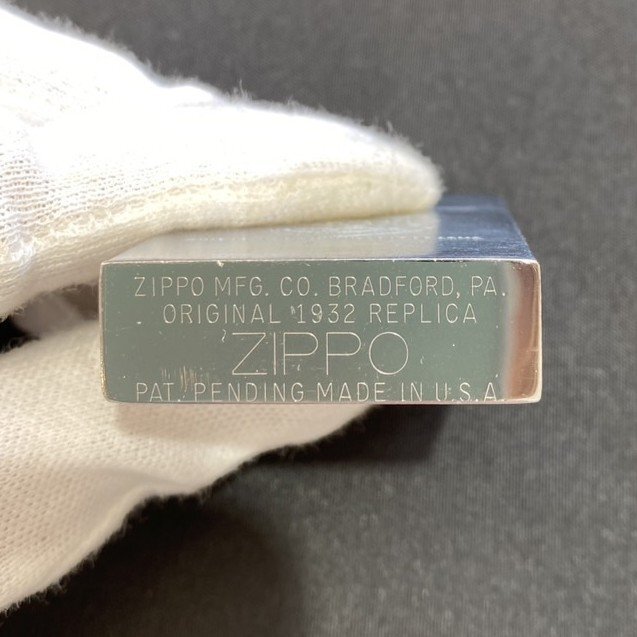 ZIPPO MFG. CO. BRADFORD, PA.
ORIGINAL 1932 REPLICA
ZIPPO
PAT. PENDING MADE IN U.S.A.